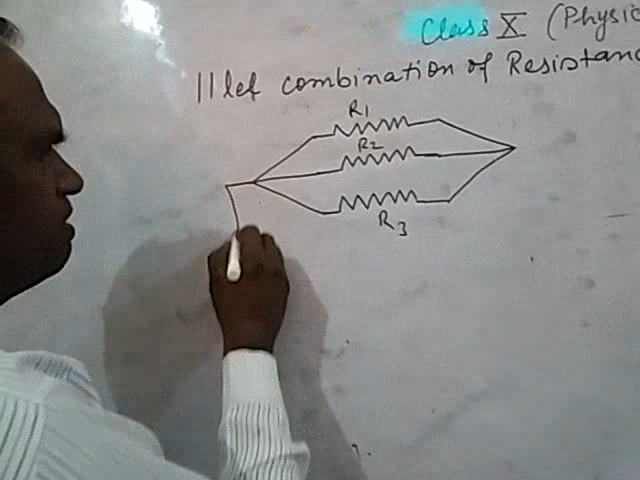 Class X (Physic
||lel combination of Resistanc
R1
R2
R3